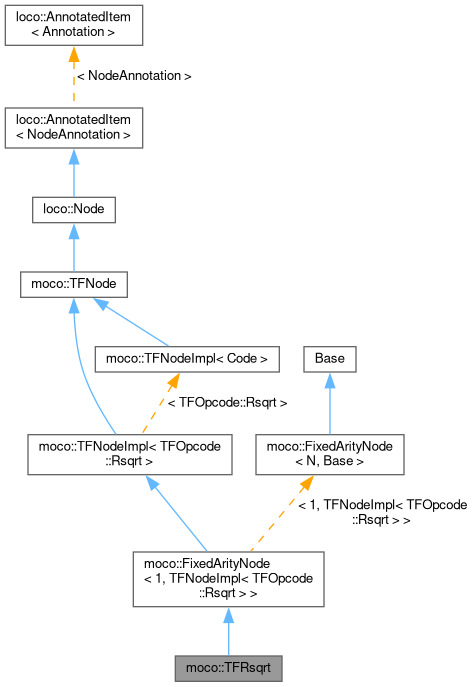 loco::AnnotatedItem
< Annotation >
< NodeAnnotation >
loco::AnnotatedItem
< NodeAnnotation >
loco::Node
moco::TFNode
moco::TFNodeImpl< Code >
Base
< TFOpcode::Rsqrt >
moco::TFNodeImpl< TFOpcode
::Rsqrt >
moco::FixedArityNode
< N, Base >
< 1, TFNodeImpl< TFOpcode
::Rsqrt > >
moco::FixedArityNode
< 1, TFNodeImpl< TFOpcode
::Rsqrt > >
moco::TFRsqrt